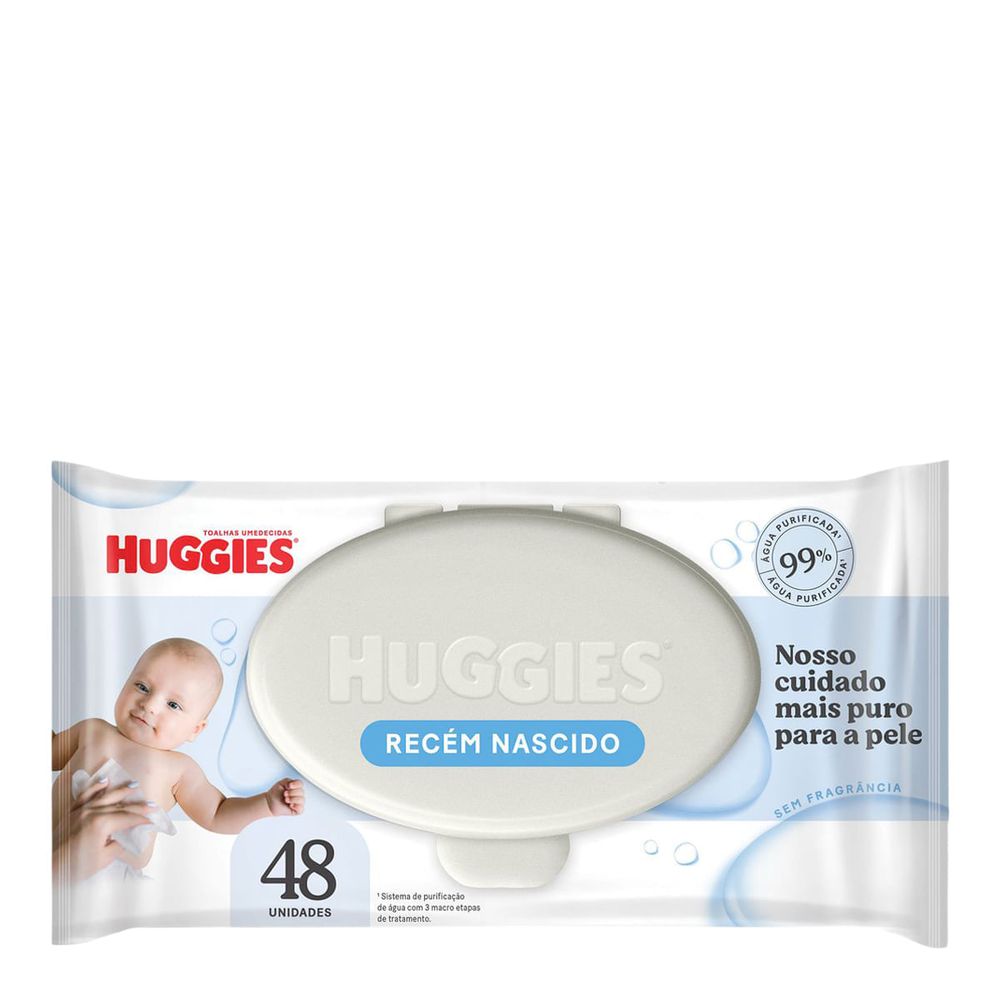 TOALHAS UMEDECIDAS
HUGGIES®
HUGGIES®
RECÉM NASCIDO
ÁGUA PURIFICADA¹
99%
ÁGUA PURIFICADA¹
Nosso
cuidado
mais puro
para a pele
SEM FRAGRÂNCIA
48
UNIDADES
¹ Sistema de purificação
de água com 3 macro etapas
de tratamento.